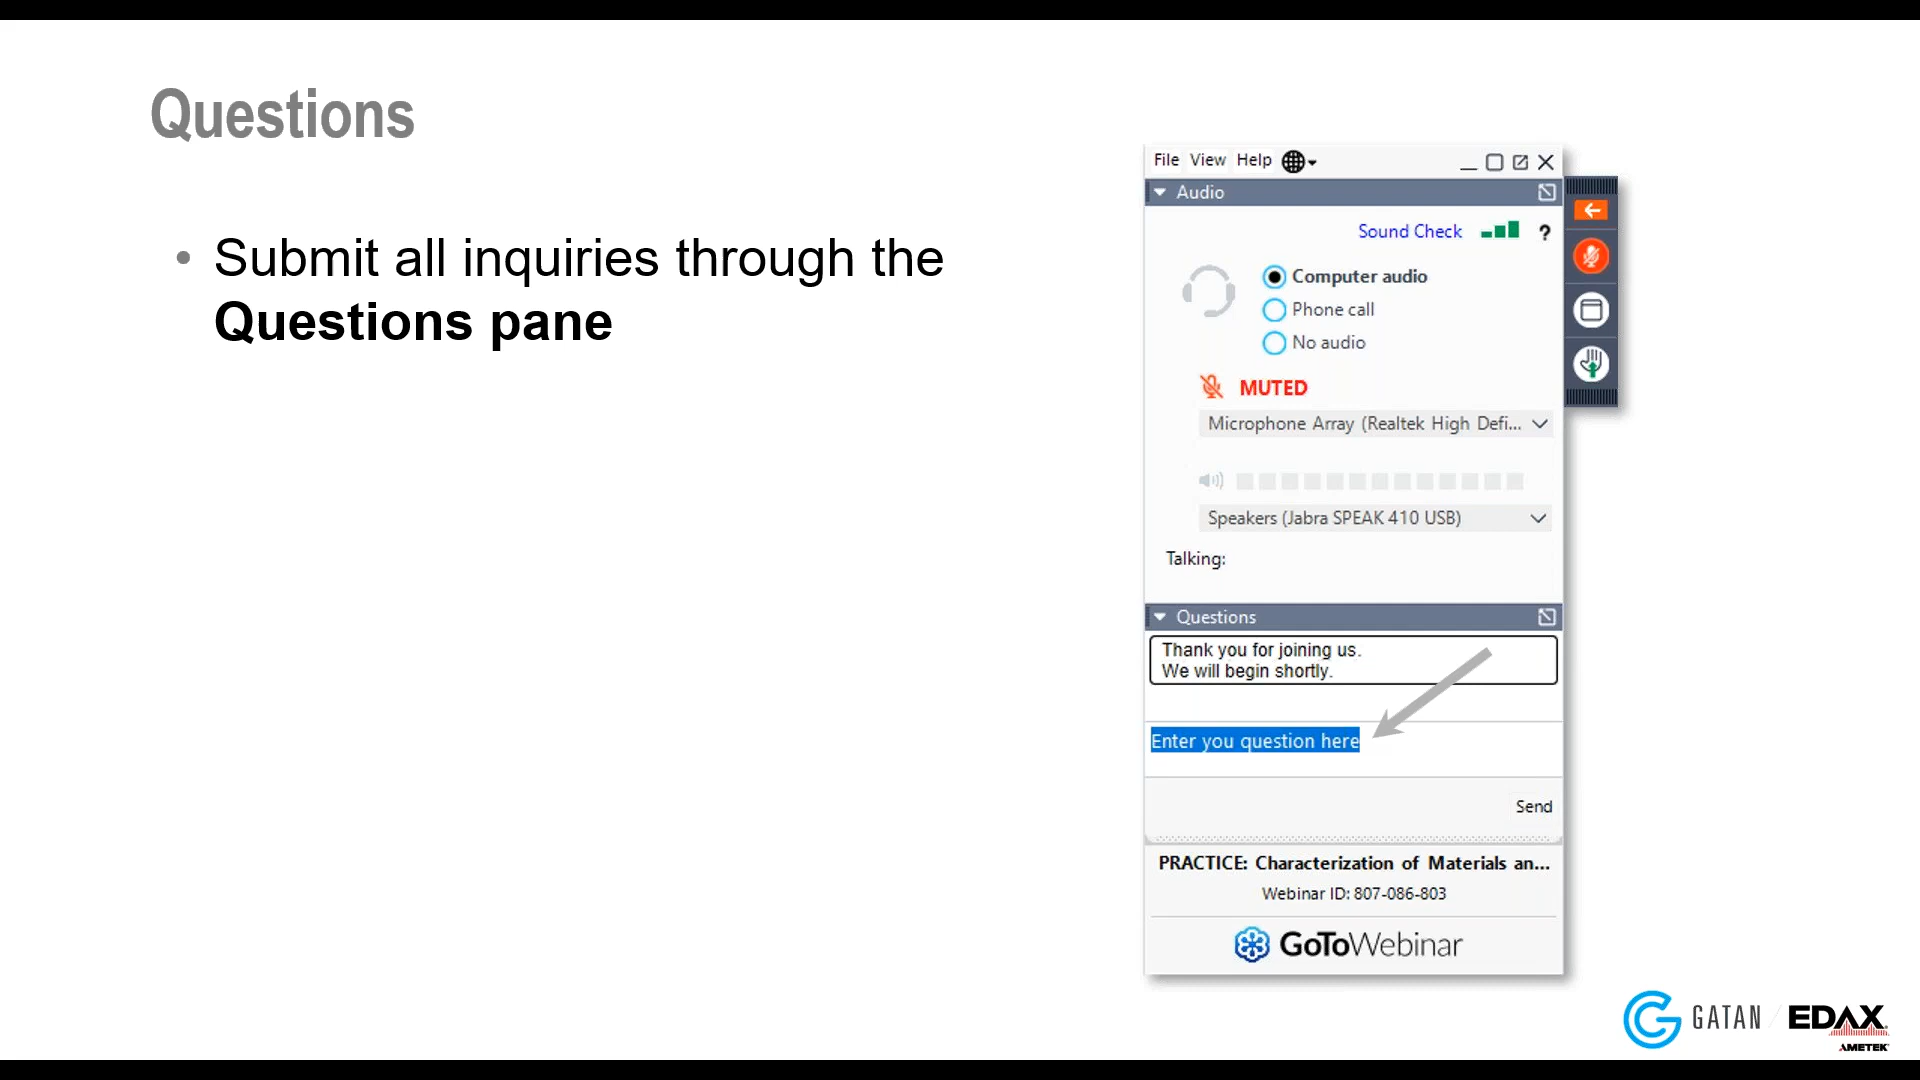 Questions
• Submit all inquiries through the
Questions pane
File View Help
Audio
Sound Check ?
Computer audio
Phone call
No audio
MUTED
Microphone Array (Realtek High Defi...
Speakers (Jabra SPEAK 410 USB)
Talking:
Questions
Thank you for joining us.
We will begin shortly.
Enter you question here
Send
PRACTICE: Characterization of Materials an...
Webinar ID: 807-086-803
GoToWebinar
GATAN / EDAX
AMETEK